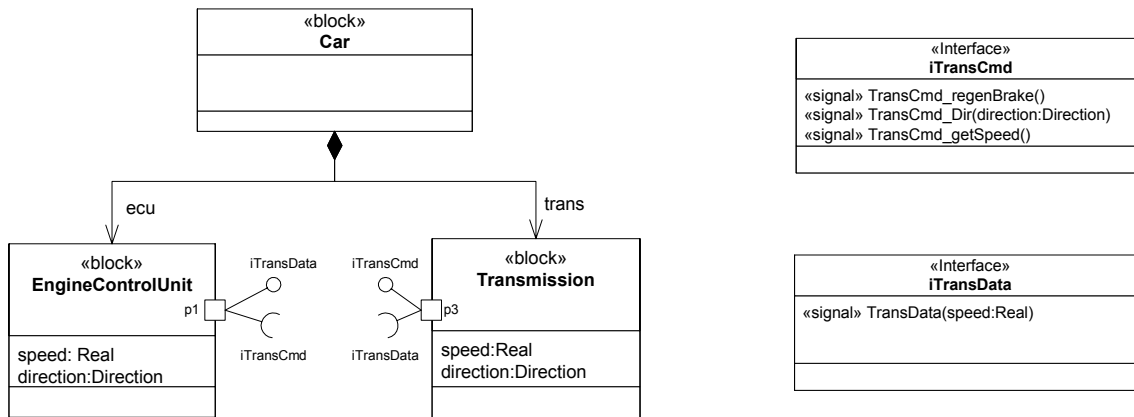 «block»
Car
«Interface»
iTransCmd
«signal» TransCmd_regenBrake()
«signal» TransCmd_Dir(direction:Direction)
«signal» TransCmd_getSpeed()
ecu
trans
«block»
EngineControlUnit
p1
iTransData
iTransCmd
speed: Real
direction:Direction
iTransCmd
iTransData
«block»
Transmission
p3
speed:Real
direction:Direction
«Interface»
iTransData
«signal» TransData(speed:Real)